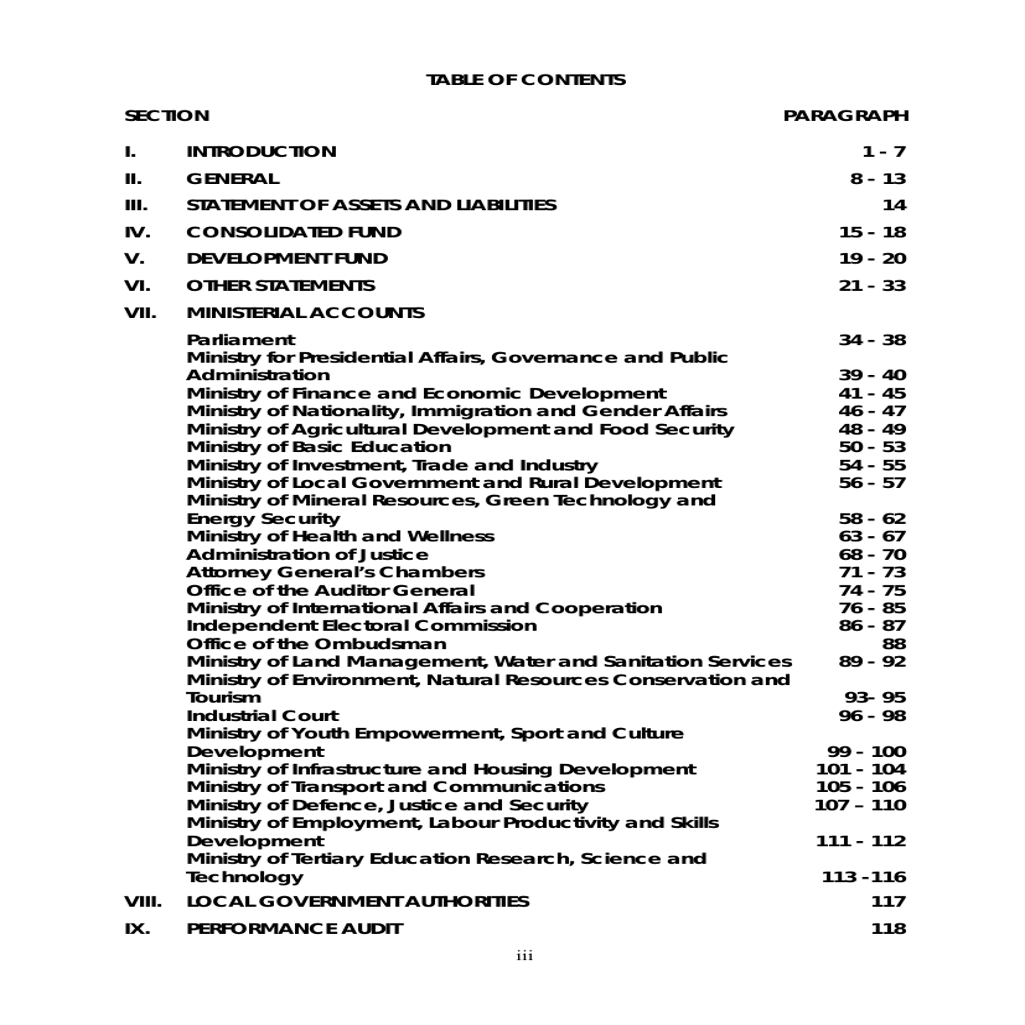 TABLE OF CONTENTS
SECTION PARAGRAPH
I. INTRODUCTION 1 - 7
II. GENERAL 8 - 13
III. STATEMENT OF ASSETS AND LIABILITIES 14
IV. CONSOLIDATED FUND 15 - 18
V. DEVELOPMENT FUND 19 - 20
VI. OTHER STATEMENTS 21 - 33
VII. MINISTERIAL ACCOUNTS
Parliament 34 - 38
Ministry for Presidential Affairs, Governance and Public
Administration 39 - 40
Ministry of Finance and Economic Development 41 - 45
Ministry of Nationality, Immigration and Gender Affairs 46 - 47
Ministry of Agricultural Development and Food Security 48 - 49
Ministry of Basic Education 50 - 53
Ministry of Investment, Trade and Industry 54 - 55
Ministry of Local Government and Rural Development 56 - 57
Ministry of Mineral Resources, Green Technology and
Energy Security 58 - 62
Ministry of Health and Wellness 63 - 67
Administration of Justice 68 - 70
Attorney General's Chambers 71 - 73
Office of the Auditor General 74 - 75
Ministry of International Affairs and Cooperation 76 - 85
Independent Electoral Commission 86 - 87
Office of the Ombudsman 88
Ministry of Land Management, Water and Sanitation Services 89 - 92
Ministry of Environment, Natural Resources Conservation and
Tourism 93- 95
Industrial Court 96 - 98
Ministry of Youth Empowerment, Sport and Culture
Development 99 - 100
Ministry of Infrastructure and Housing Development 101 - 104
Ministry of Transport and Communications 105 - 106
Ministry of Defence, Justice and Security 107 – 110
Ministry of Employment, Labour Productivity and Skills
Development 111 - 112
Ministry of Tertiary Education Research, Science and
Technology 113 -116
VIII. LOCAL GOVERNMENT AUTHORITIES 117
IX. PERFORMANCE AUDIT 118
iii